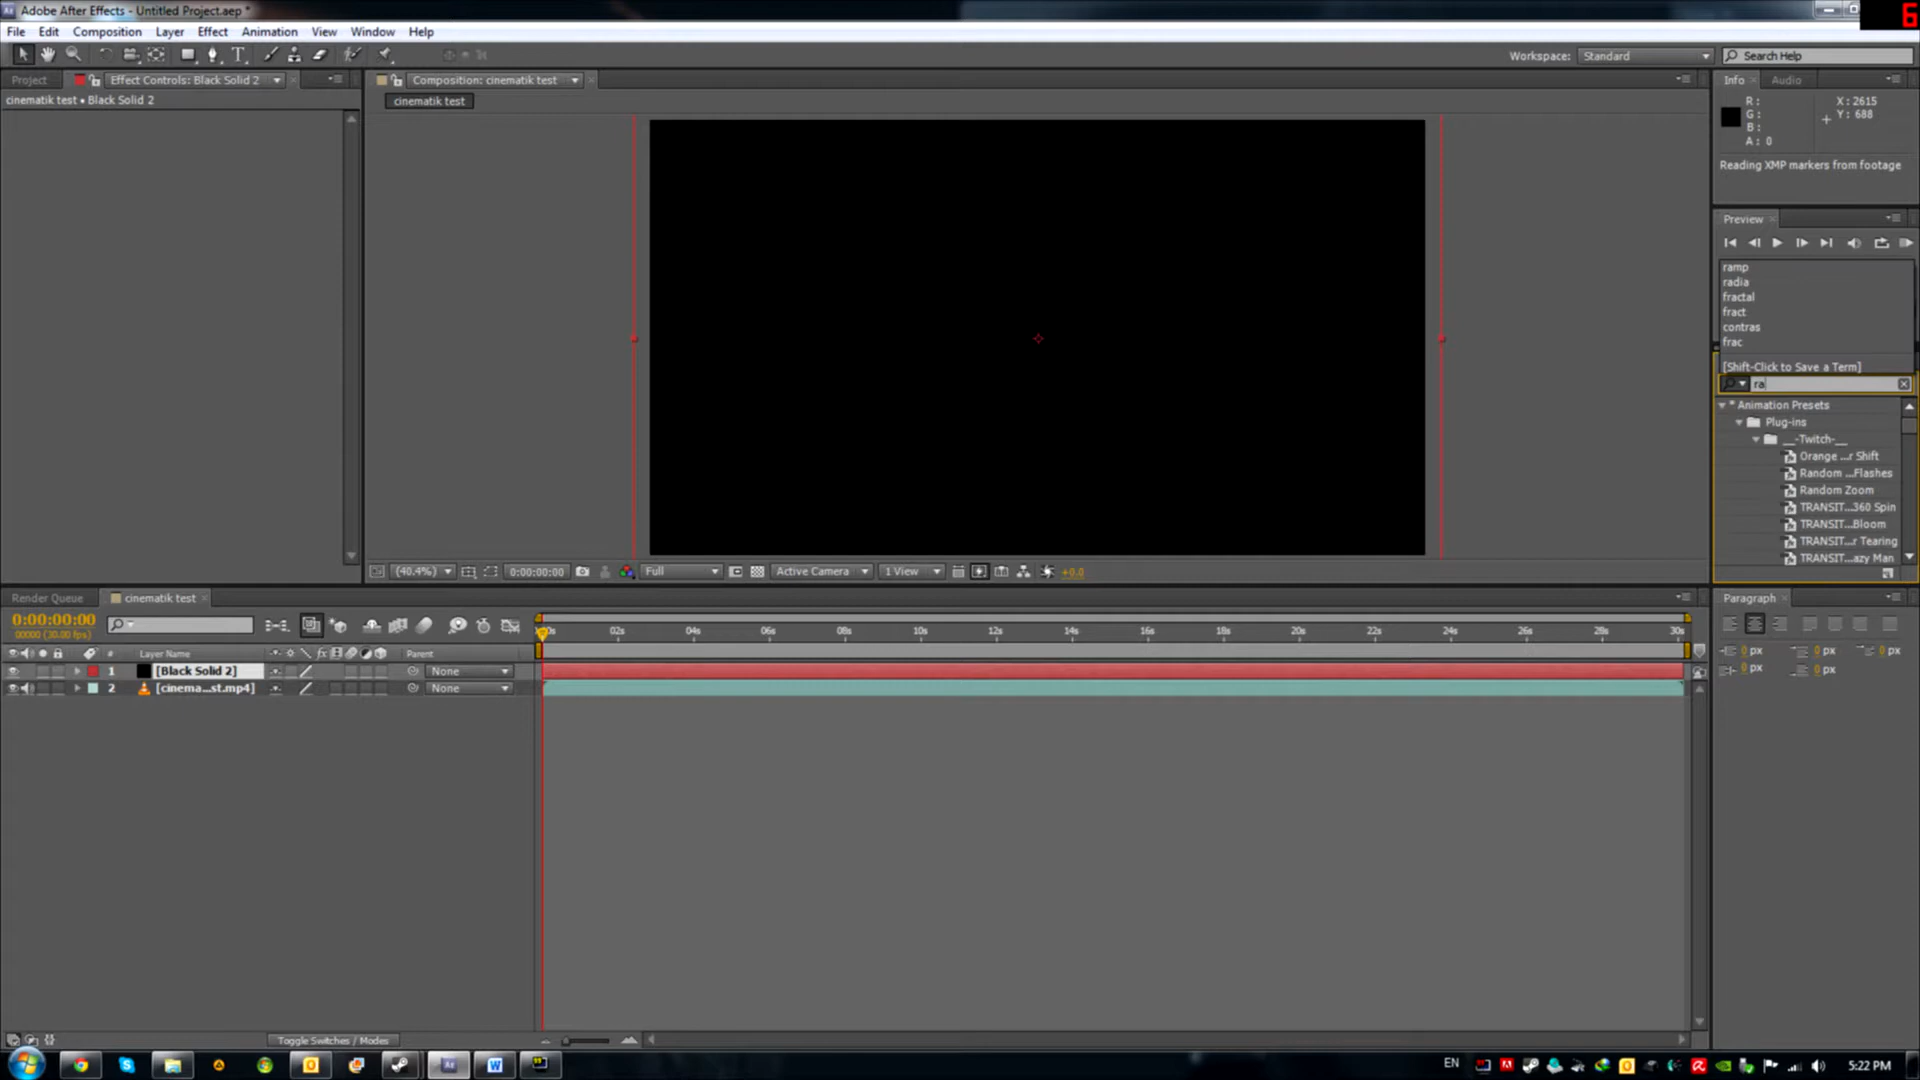 Adobe After Effects - Untitled Project.aep *
6
File Edit Composition Layer Effect Animation View Window Help
Workspace: Standard Search Help
Project Effect Controls: Black Solid 2 Composition: cinematik test Info Audio
cinematik test • Black Solid 2
cinematik test
R:
G:
B:
A: 0
X: 2615
Y: 688
Reading XMP markers from footage
Preview
ramp
radia
fractal
fract
contras
frac
[Shift-Click to Save a Term]
ra
* Animation Presets
Plug-ins
__-Twitch-__
Orange ...r Shift
Random ...Flashes
Random Zoom
TRANSIT...360 Spin
TRANSIT...Bloom
TRANSIT...r Tearing
TRANSIT...azy Man
(40.4%) 0:00:00:00 Full Active Camera 1 View +0.0
Render Queue cinematik test Paragraph
0:00:00:00
00000 (30.00 fps)
02s 04s 06s 08s 10s 12s 14s 16s 18s 20s 22s 24s 26s 28s 30s
# Layer Name fx Parent
1 [Black Solid 2] None
2 [cinema...st.mp4] None
0 px 0 px 0 px
0 px 0 px
Toggle Switches / Modes
EN 5:22 PM